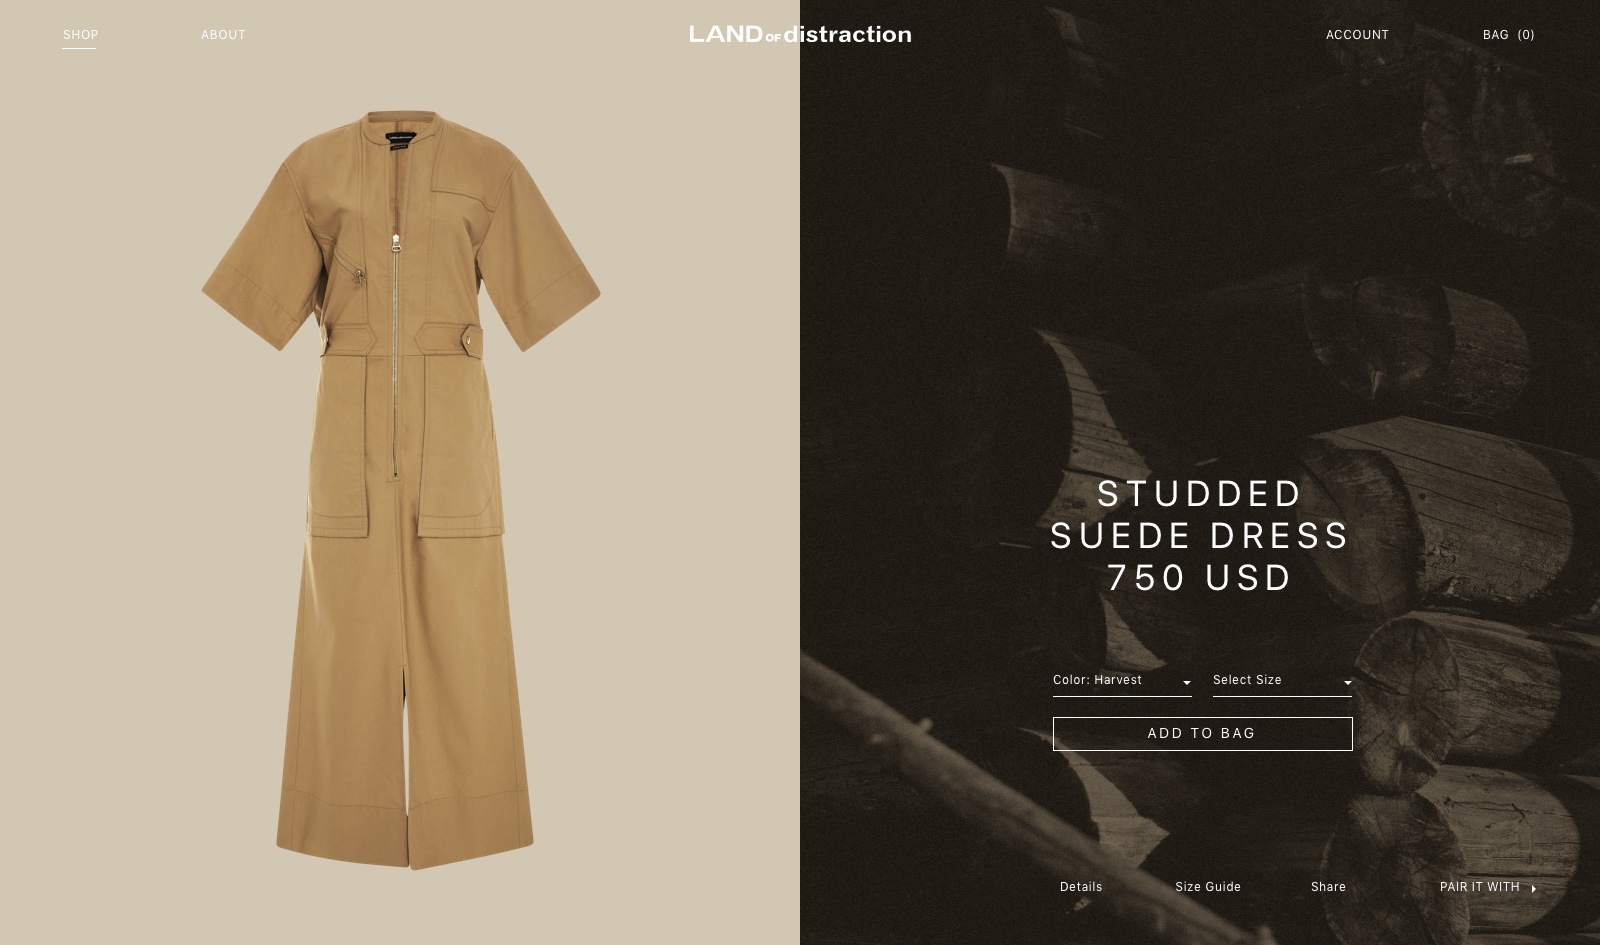 SHOP
ABOUT
LAND OF distraction
ACCOUNT
BAG (0)
STUDDED
SUEDE DRESS
750 USD
Color: Harvest
Select Size
ADD TO BAG
Details
Size Guide
Share
PAIR IT WITH